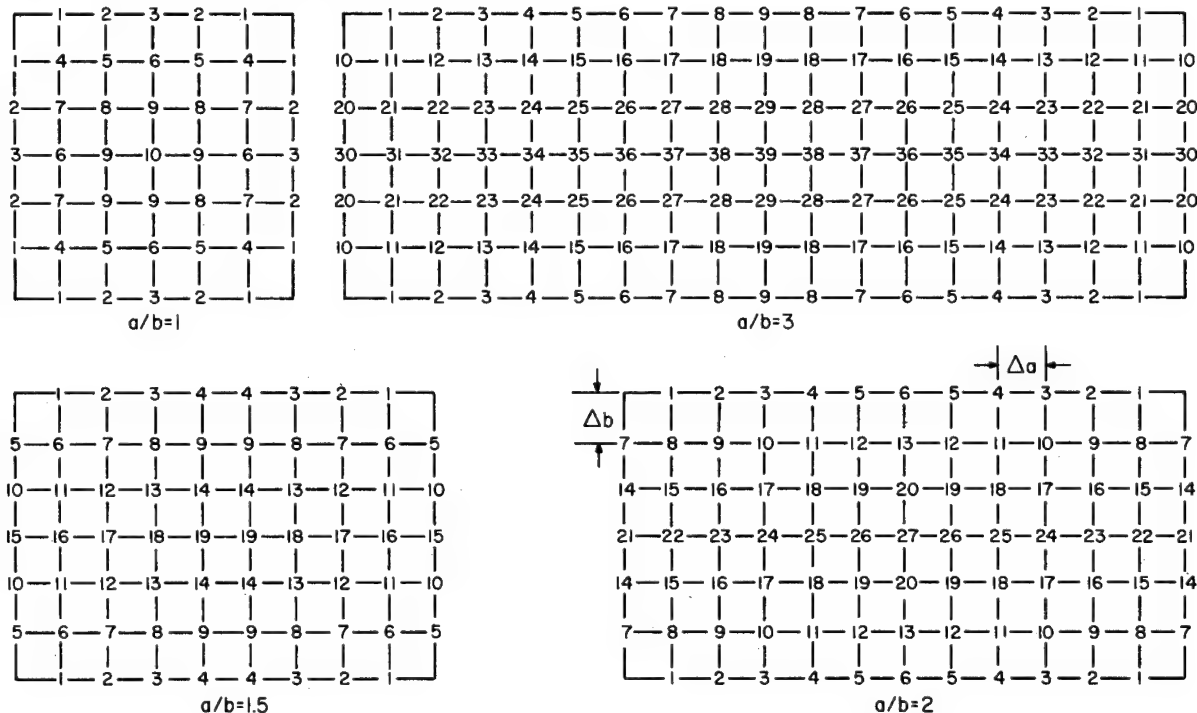 1 2 3 2 1
1 4 5 6 5 4 1
2 7 8 9 8 7 2
3 6 9 10 9 6 3
2 7 9 9 8 7 2
1 4 5 6 5 4 1
1 2 3 2 1
a/b=1
1 2 3 4 5 6 7 8 9 8 7 6 5 4 3 2 1
10 11 12 13 14 15 16 17 18 19 18 17 16 15 14 13 12 11 10
20 21 22 23 24 25 26 27 28 29 28 27 26 25 24 23 22 21 20
30 31 32 33 34 35 36 37 38 39 38 37 36 35 34 33 32 31 30
20 21 22 23 24 25 26 27 28 29 28 27 26 25 24 23 22 21 20
10 11 12 13 14 15 16 17 18 19 18 17 16 15 14 13 12 11 10
1 2 3 4 5 6 7 8 9 8 7 6 5 4 3 2 1
a/b=3
1 2 3 4 4 3 2 1
5 6 7 8 9 9 8 7 6 5
10 11 12 13 14 14 13 12 11 10
15 16 17 18 19 19 18 17 16 15
10 11 12 13 14 14 13 12 11 10
5 6 7 8 9 9 8 7 6 5
1 2 3 4 4 3 2 1
a/b=1.5
Δa
Δb
1 2 3 4 5 6 5 4 3 2 1
7 8 9 10 11 12 13 12 11 10 9 8 7
14 15 16 17 18 19 20 19 18 17 16 15 14
21 22 23 24 25 26 27 26 25 24 23 22 21
14 15 16 17 18 19 20 19 18 17 16 15 14
7 8 9 10 11 12 13 12 11 10 9 8 7
1 2 3 4 5 6 5 4 3 2 1
a/b=2